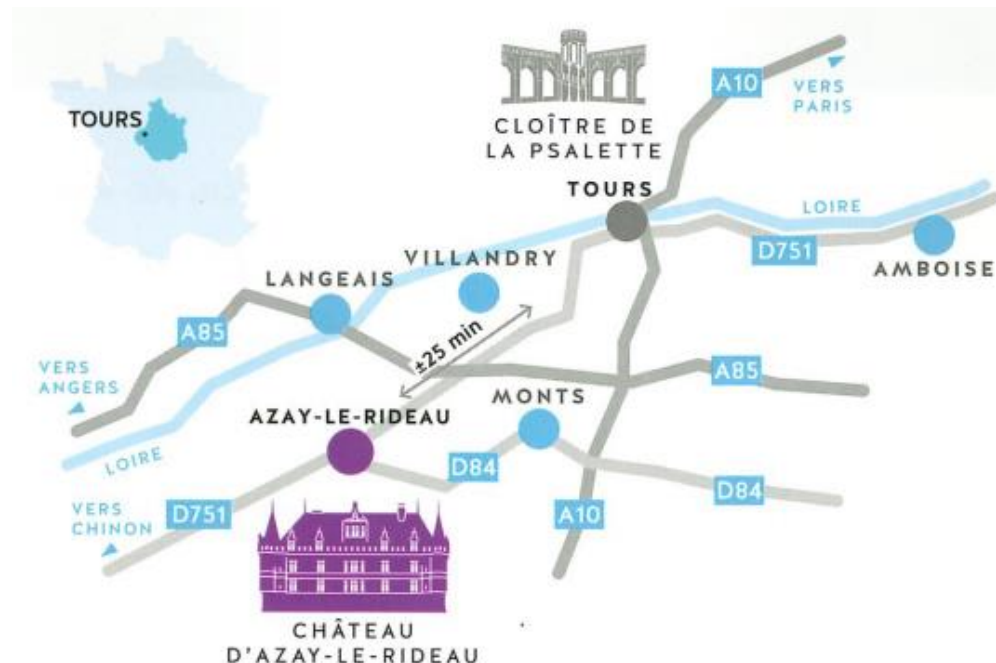 TOURS
CLOÎTRE DE
LA PSALETTE
A10
VERS
PARIS
TOURS
LOIRE
D751
AMBOISE
VILLANDRY
LANGEAIS
A85
VERS
ANGERS
±25 min
A85
MONTS
AZAY-LE-RIDEAU
LOIRE
D84
D84
VERS
CHINON
D751
A10
CHÂTEAU
D'AZAY-LE-RIDEAU